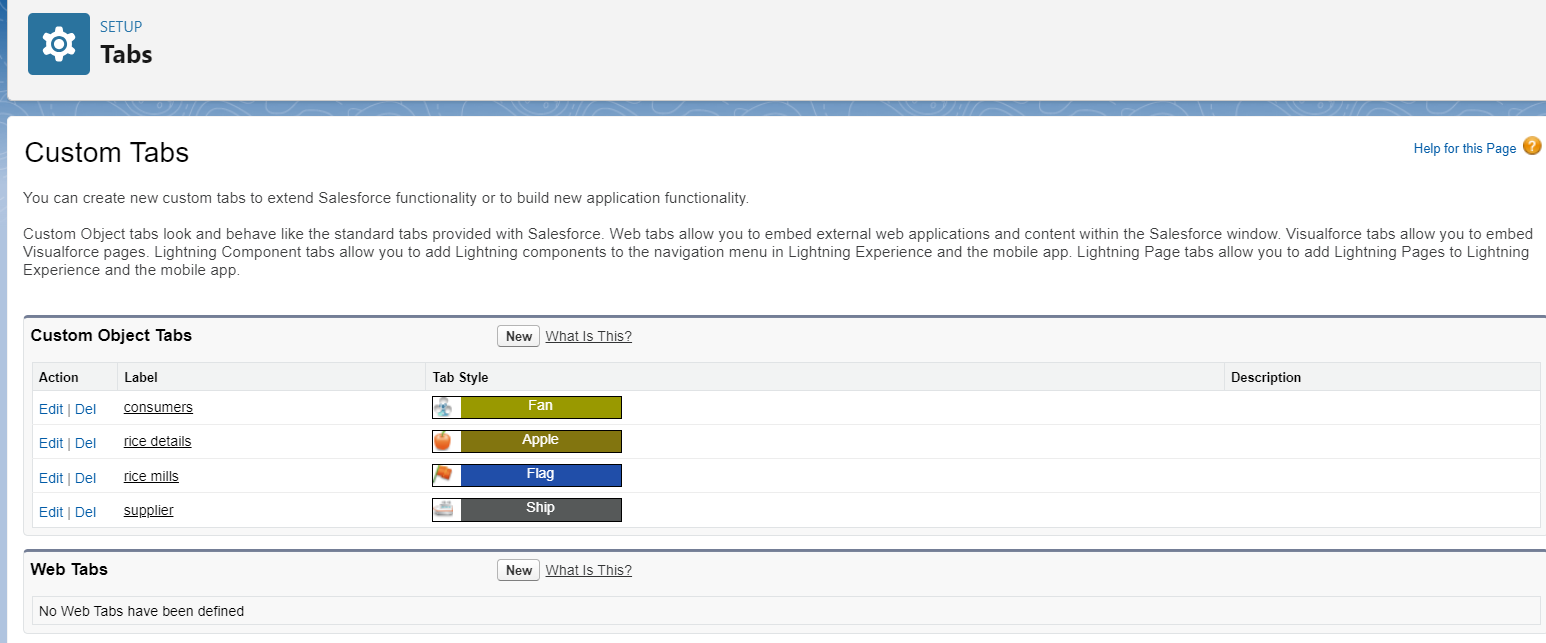 SETUP
Tabs
Custom Tabs
Help for this Page ?
You can create new custom tabs to extend Salesforce functionality or to build new application functionality.
Custom Object tabs look and behave like the standard tabs provided with Salesforce. Web tabs allow you to embed external web applications and content within the Salesforce window. Visualforce tabs allow you to embed
Visualforce pages. Lightning Component tabs allow you to add Lightning components to the navigation menu in Lightning Experience and the mobile app. Lightning Page tabs allow you to add Lightning Pages to Lightning
Experience and the mobile app.
Custom Object Tabs New What Is This?
Action Label Tab Style Description
Edit | Del consumers Fan
Edit | Del rice details Apple
Edit | Del rice mills Flag
Edit | Del supplier Ship
Web Tabs New What Is This?
No Web Tabs have been defined